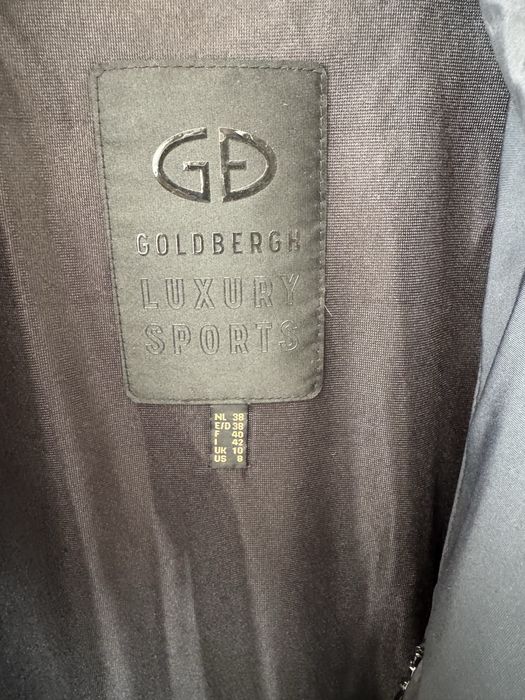 GD
GOLDBERGH
LUXURY
SPORTS
NL 38
E/D 38
F 40
I 42
UK 10
US 8